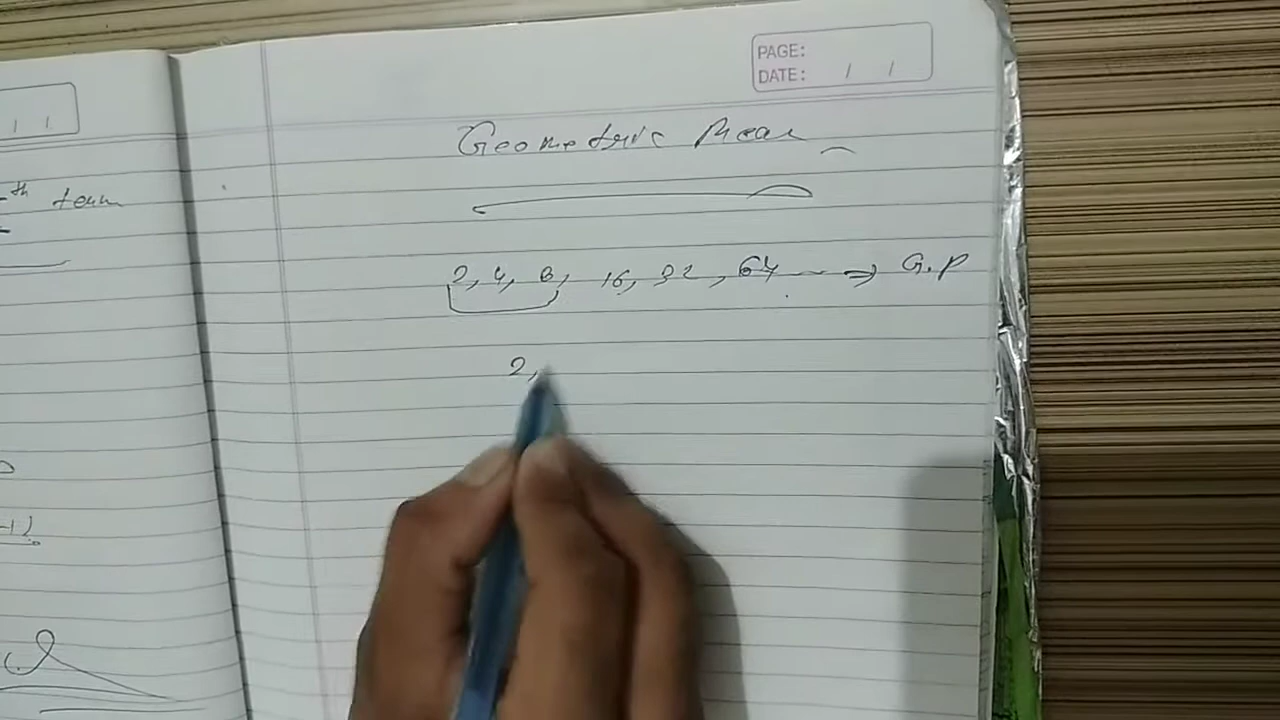 PAGE:
DATE: / /
th term
Geometric Mean
2, 4, 8, 16, 32, 64 --- ⇒ G.P
2,